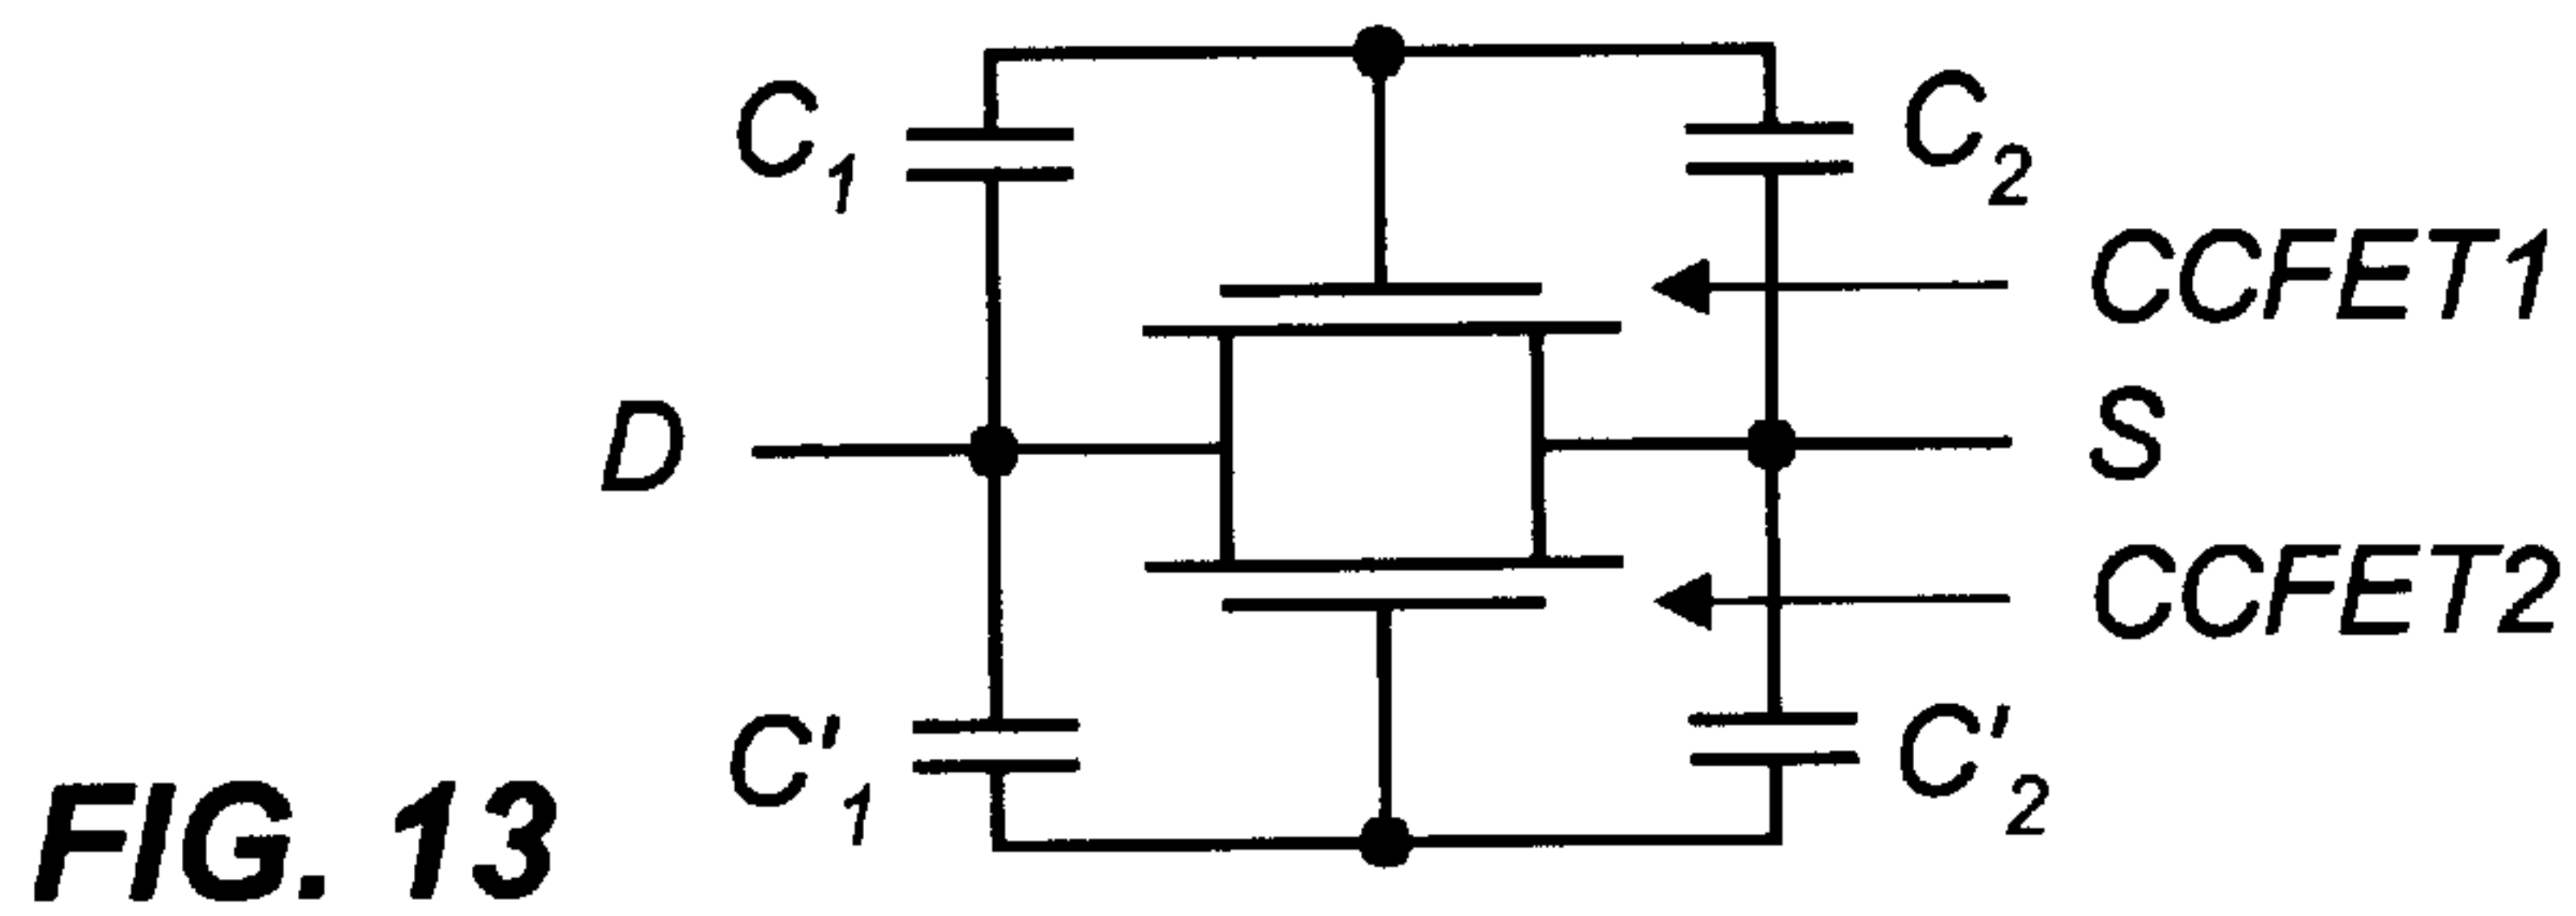 C₁
C₂
CCFET1
D
S
CCFET2
C'₁
C'₂
FIG. 13